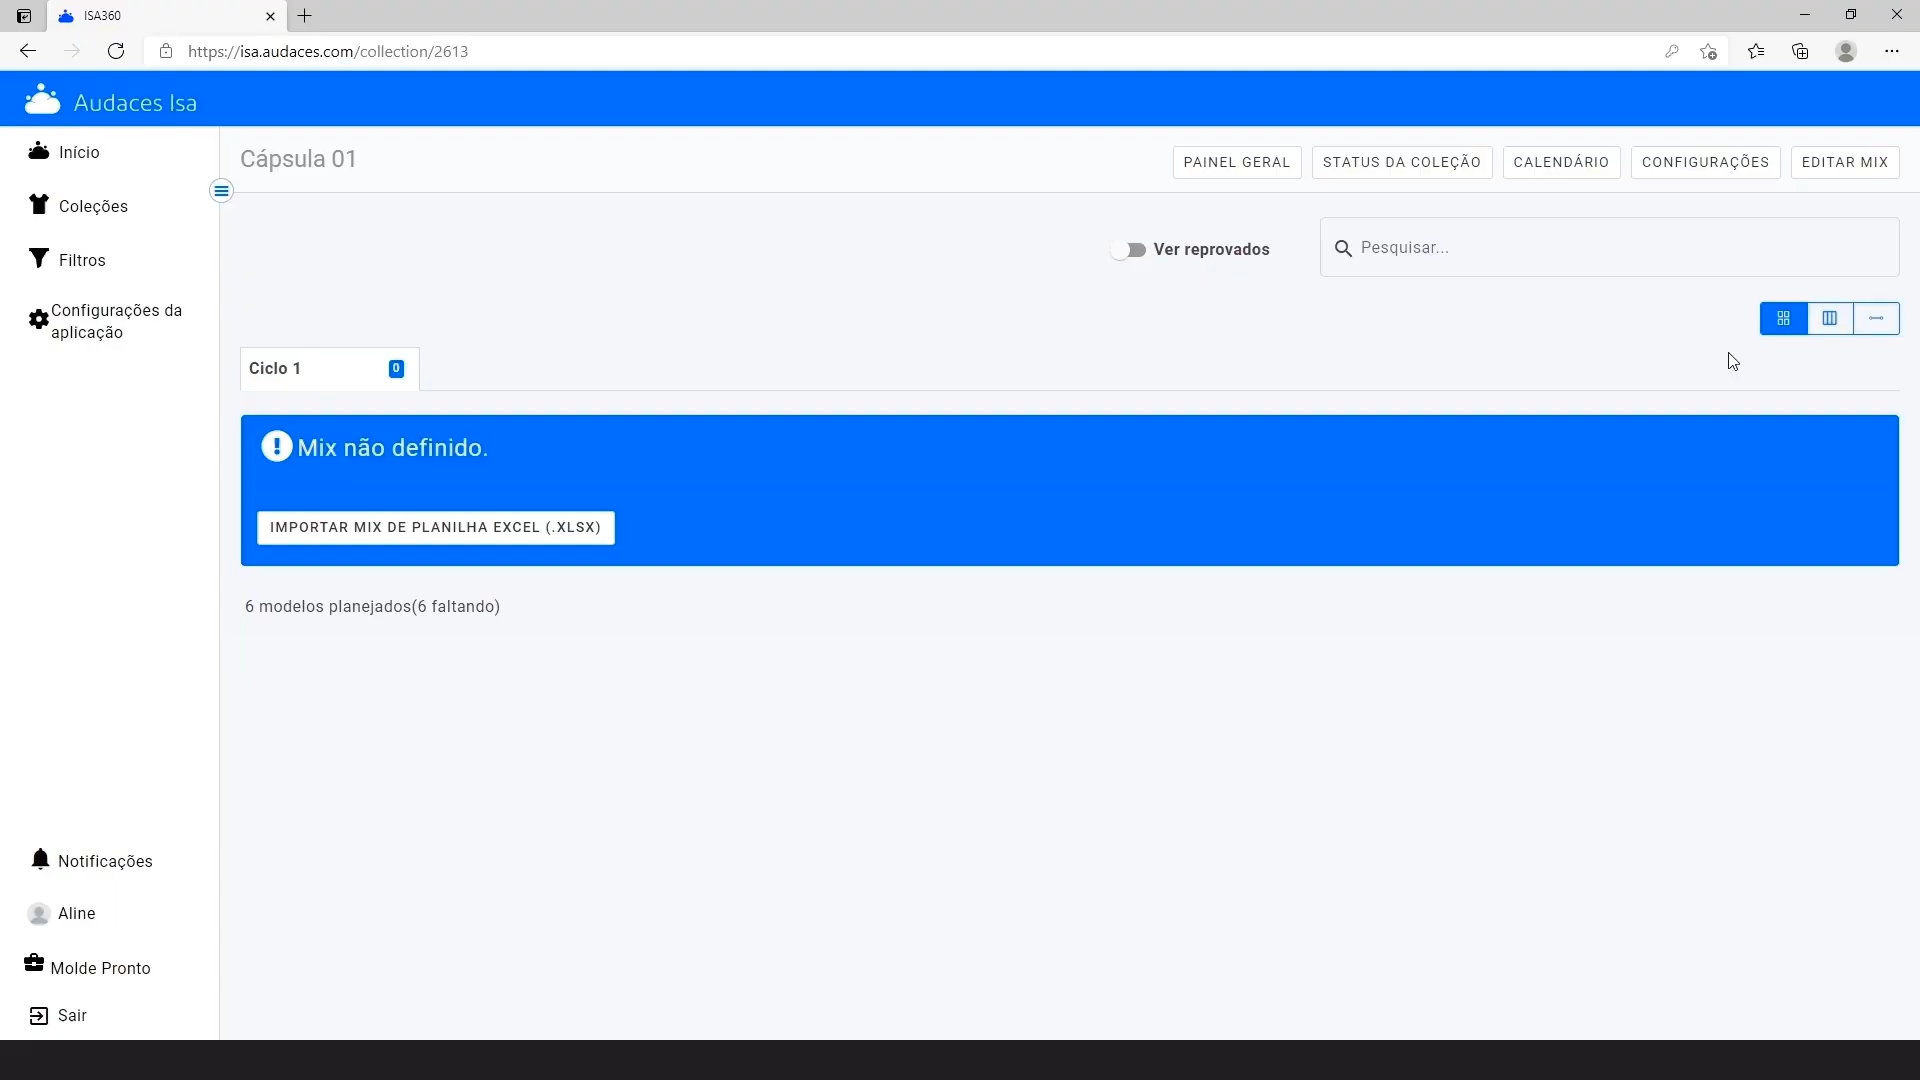 ISA360
https://isa.audaces.com/collection/2613
Audaces Isa
Início
Coleções
Filtros
Configurações da
aplicação
Notificações
Aline
Molde Pronto
Sair
Cápsula 01
PAINEL GERAL
STATUS DA COLEÇÃO
CALENDÁRIO
CONFIGURAÇÕES
EDITAR MIX
Ver reprovados
Pesquisar...
Ciclo 1
0
Mix não definido.
IMPORTAR MIX DE PLANILHA EXCEL (.XLSX)
6 modelos planejados(6 faltando)